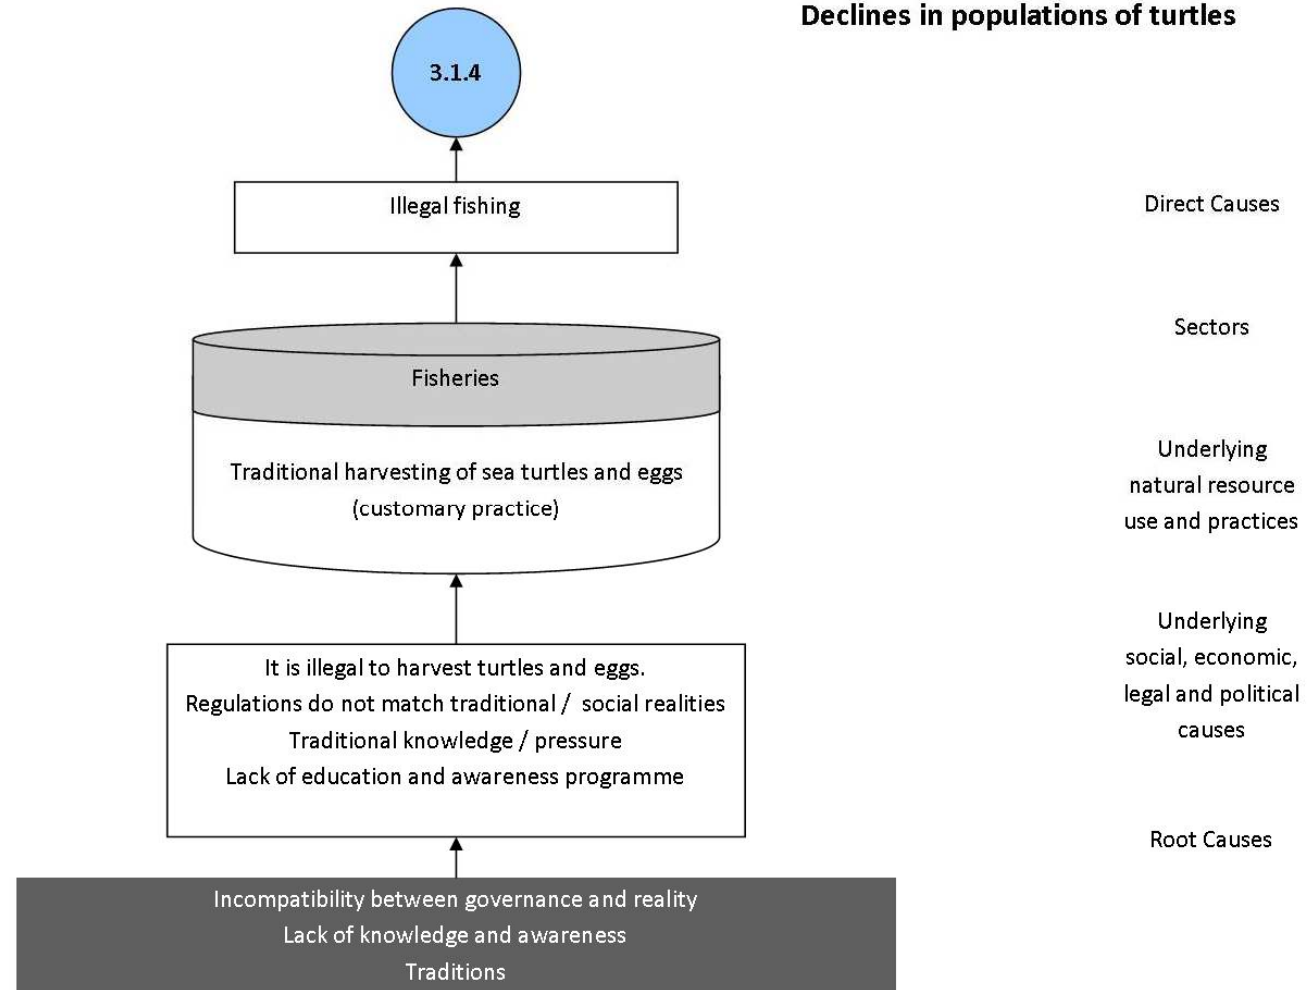 Declines in populations of turtles
3.1.4
Illegal fishing
Direct Causes
Sectors
Fisheries
Traditional harvesting of sea turtles and eggs
(customary practice)
Underlying
natural resource
use and practices
It is illegal to harvest turtles and eggs.
Regulations do not match traditional / social realities
Traditional knowledge / pressure
Lack of education and awareness programme
Underlying
social, economic,
legal and political
causes
Root Causes
Incompatibility between governance and reality
Lack of knowledge and awareness
Traditions